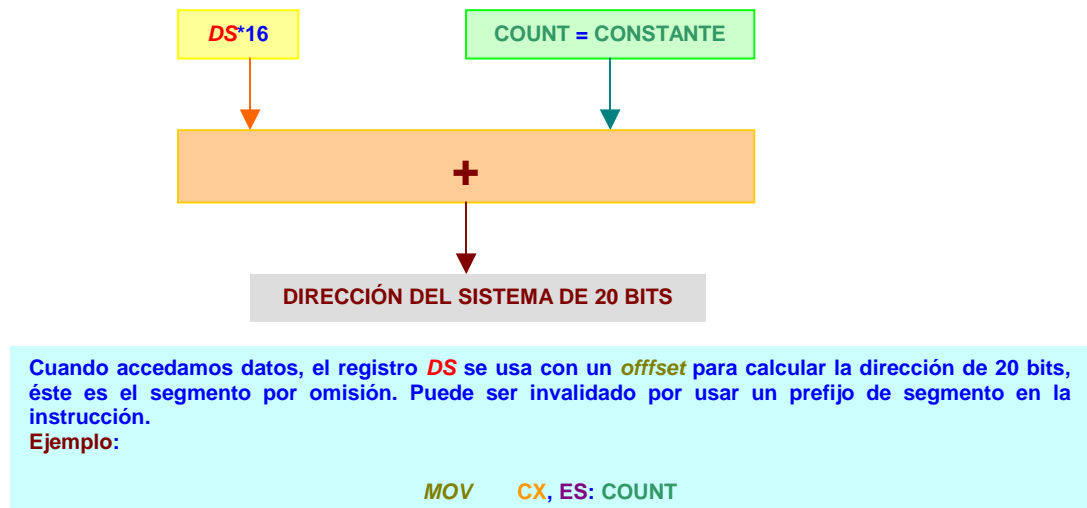 DS*16
COUNT = CONSTANTE
+
DIRECCIÓN DEL SISTEMA DE 20 BITS
Cuando accedamos datos, el registro DS se usa con un offfset para calcular la dirección de 20 bits,
éste es el segmento por omisión. Puede ser invalidado por usar un prefijo de segmento en la
instrucción.
Ejemplo:
MOV CX, ES: COUNT